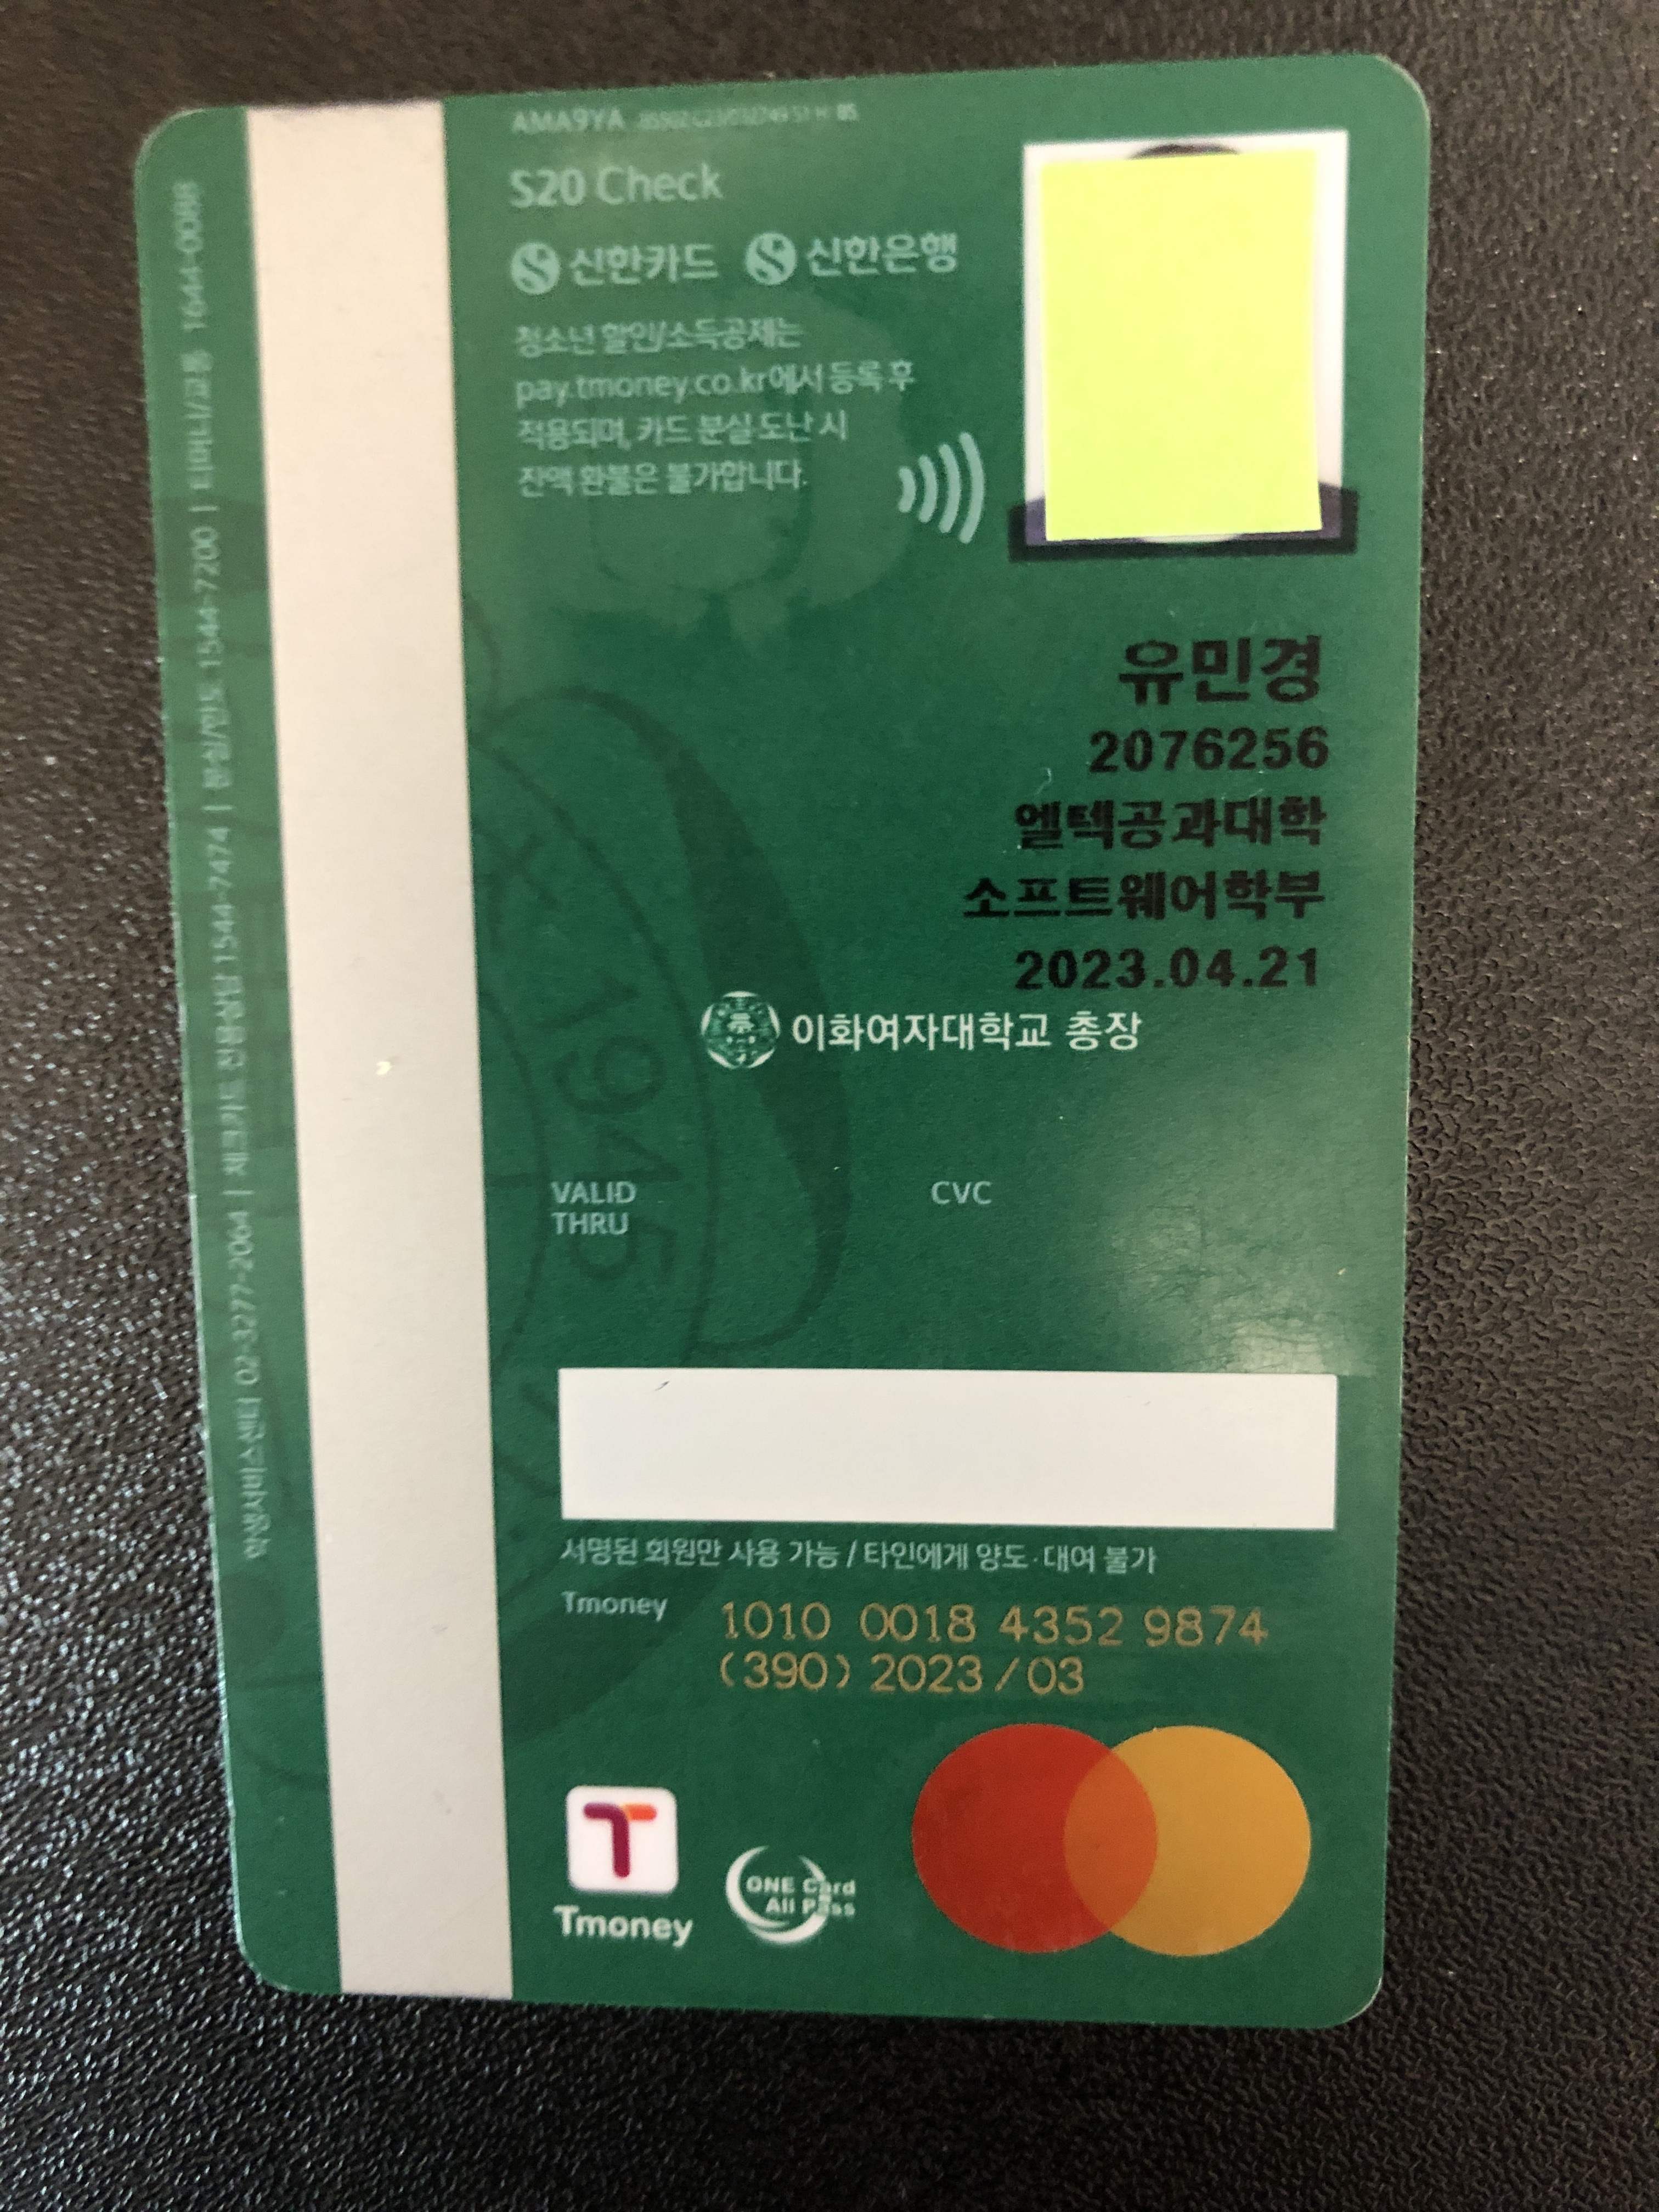 AMA9YA
S20 Check
신한카드 신한은행
청소년 할인/소득공제는
pay.tmoney.co.kr에서 등록 후
적용되며, 카드 분실·도난 시
잔액 환불은 불가합니다.
유민경
2076256
엘텍공과대학
소프트웨어학부
2023.04.21
이화여자대학교 총장
1945
VALID
THRU
CVC
서명된 회원만 사용 가능 / 타인에게 양도·대여 불가
Tmoney 1010 0018 4352 9874
(390) 2023/03
Tmoney
ONE Card
All Pass
학생서비스센터 02-3277-2064 | 체크카드 전용상담 1544-7474 | 분실/한도 1544-7200 | 티머니/교통 1644-0088